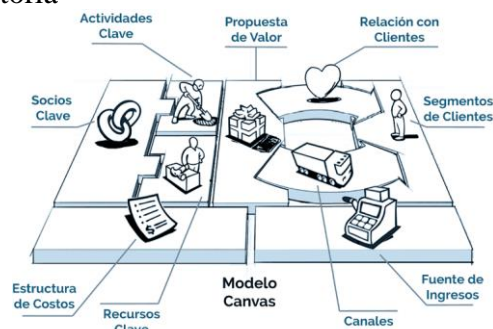 Actividades
Clave
Propuesta
de Valor
Relación con
Clientes
Socios
Clave
Segmentos
de Clientes
Estructura
de Costos
Recursos
Clave
Modelo
Canvas
Canales
Fuente de
Ingresos